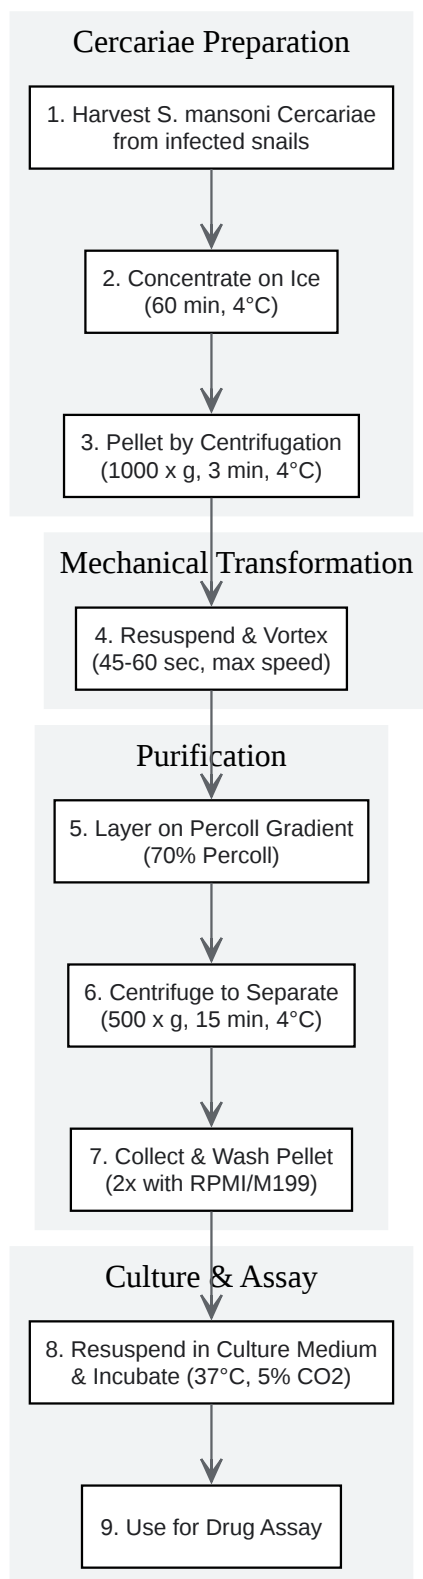 Cercariae Preparation
1. Harvest S. mansoni Cercariae
from infected snails
2. Concentrate on Ice
(60 min, 4°C)
3. Pellet by Centrifugation
(1000 x g, 3 min, 4°C)
Mechanical Transformation
4. Resuspend & Vortex
(45-60 sec, max speed)
Purification
5. Layer on Percoll Gradient
(70% Percoll)
6. Centrifuge to Separate
(500 x g, 15 min, 4°C)
7. Collect & Wash Pellet
(2x with RPMI/M199)
Culture & Assay
8. Resuspend in Culture Medium
& Incubate (37°C, 5% CO2)
9. Use for Drug Assay